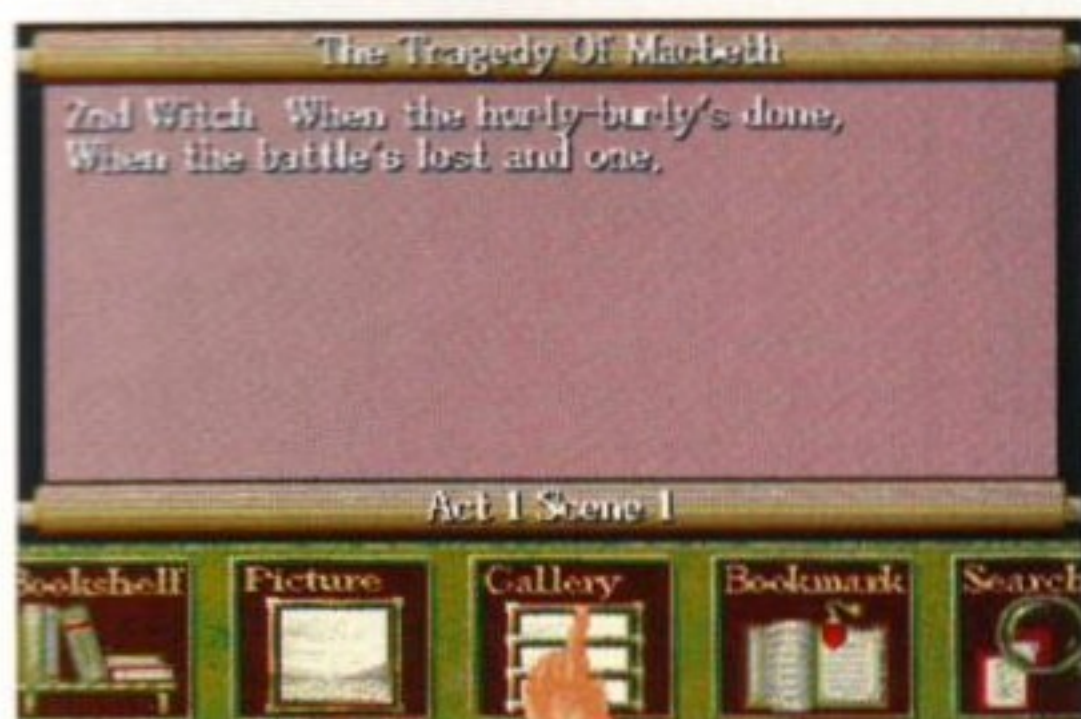 The Tragedy Of Macbeth
2nd Witch When the hurly-burly's done,
When the battle's lost and one.
Act 1 Scene 1
Bookshelf Picture Gallery Bookmark Search